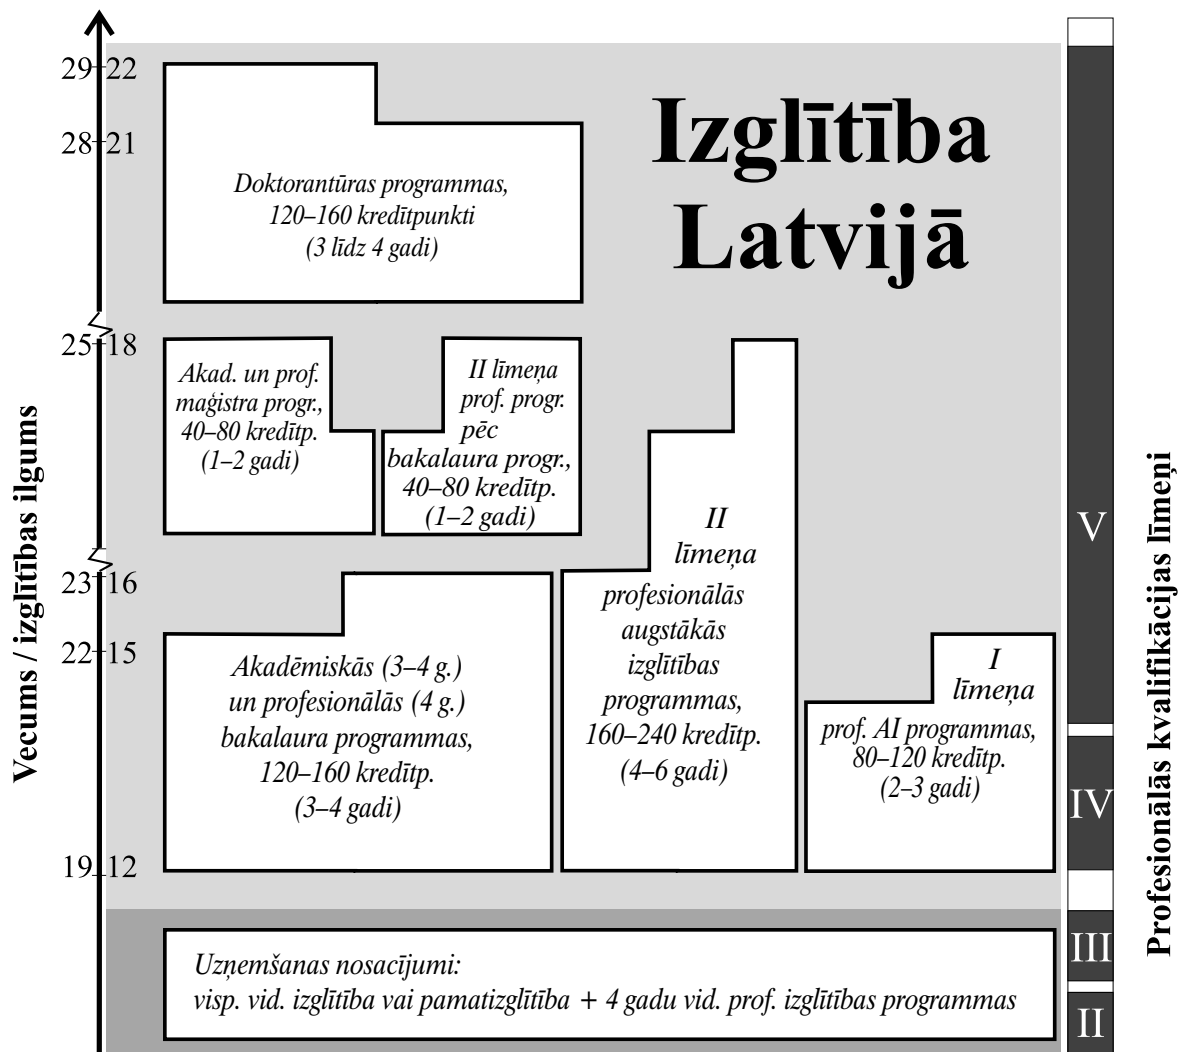 Izglītība
Latvijā
29 22
28 21
Doktorantūras programmas,
120–160 kredītpunkti
(3 līdz 4 gadi)
25 18
Akad. un prof.
maģistra progr.,
40–80 kredītp.
(1–2 gadi)
II līmeņa
prof. progr.
pēc
bakalaura progr.,
40–80 kredītp.
(1–2 gadi)
23 16
22 15
Akadēmiskās (3–4 g.)
un profesionālās (4 g.)
bakalaura programmas,
120–160 kredītp.
(3–4 gadi)
II
līmeņa
profesionālās
augstākās
izglītības
programmas,
160–240 kredītp.
(4–6 gadi)
I
līmeņa
prof. AI programmas,
80–120 kredītp.
(2–3 gadi)
19 12
Uzņemšanas nosacījumi:
visp. vid. izglītība vai pamatizglītība + 4 gadu vid. prof. izglītības programmas
Vecums / izglītības ilgums
V
IV
III
II
Profesionālās kvalifikācijas līmeņi